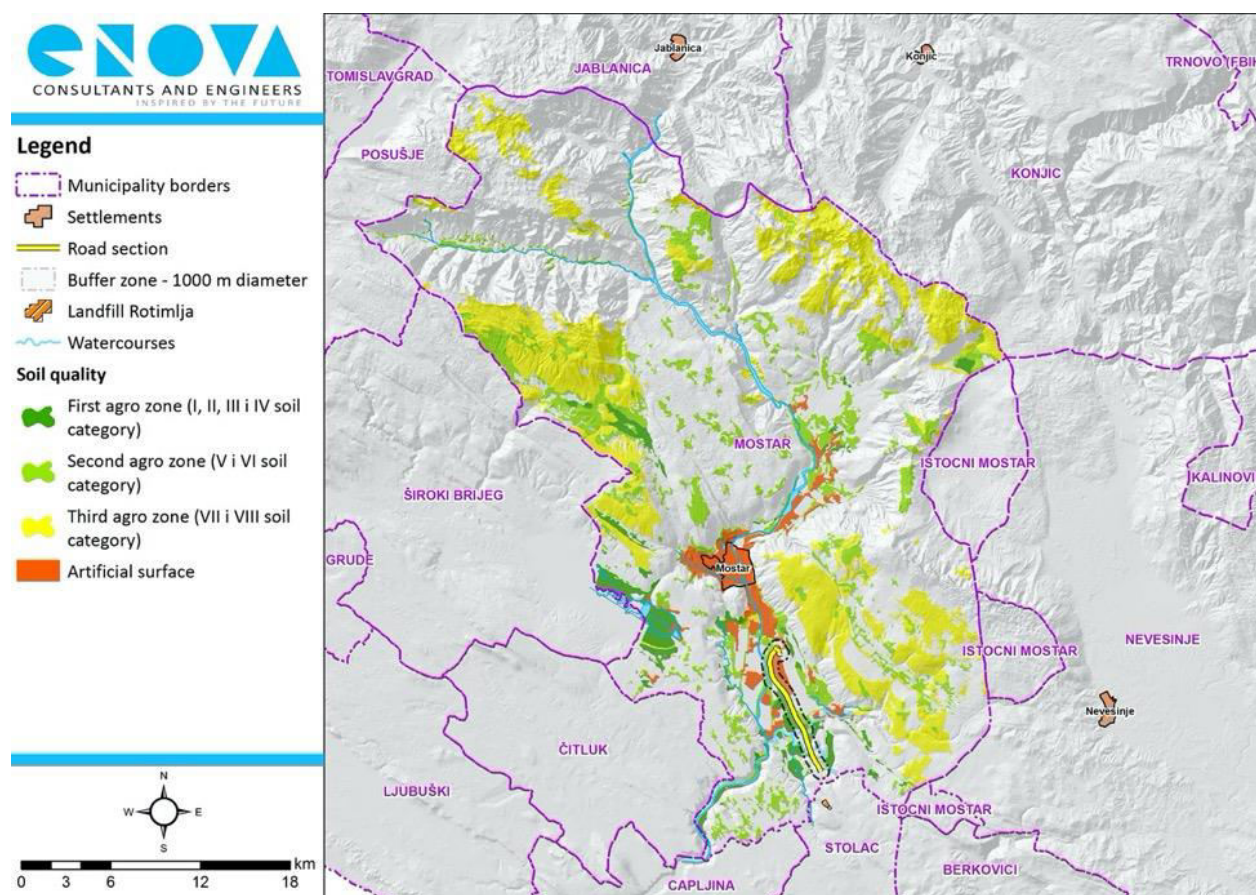 eNOVA
CONSULTANTS AND ENGINEERS
INSPIRED BY THE FUTURE
Legend
Municipality borders
Settlements
Road section
Buffer zone - 1000 m diameter
Landfill Rotimlja
Watercourses
Soil quality
First agro zone (I, II, III i IV soil
category)
Second agro zone (V i VI soil
category)
Third agro zone (VII i VIII soil
category)
Artificial surface
N
W E
S
km
0 3 6 12 18
Jablanica
Konjic
TRNOVO (FBIH
JABLANICA
TOMISLAVGRAD
POSUŠJE
KONJIC
MOSTAR
ISTOCNI MOSTAR
KALINOVI
ŠIROKI BRIJEG
GRUDE
Mostar
NEVESINJE
ISTOCNI MOSTAR
Nevesinje
ČITLUK
LJUBUŠKI
ISTOCNI MOSTAR
STOLAC
BERKOVICI
CAPLJINA